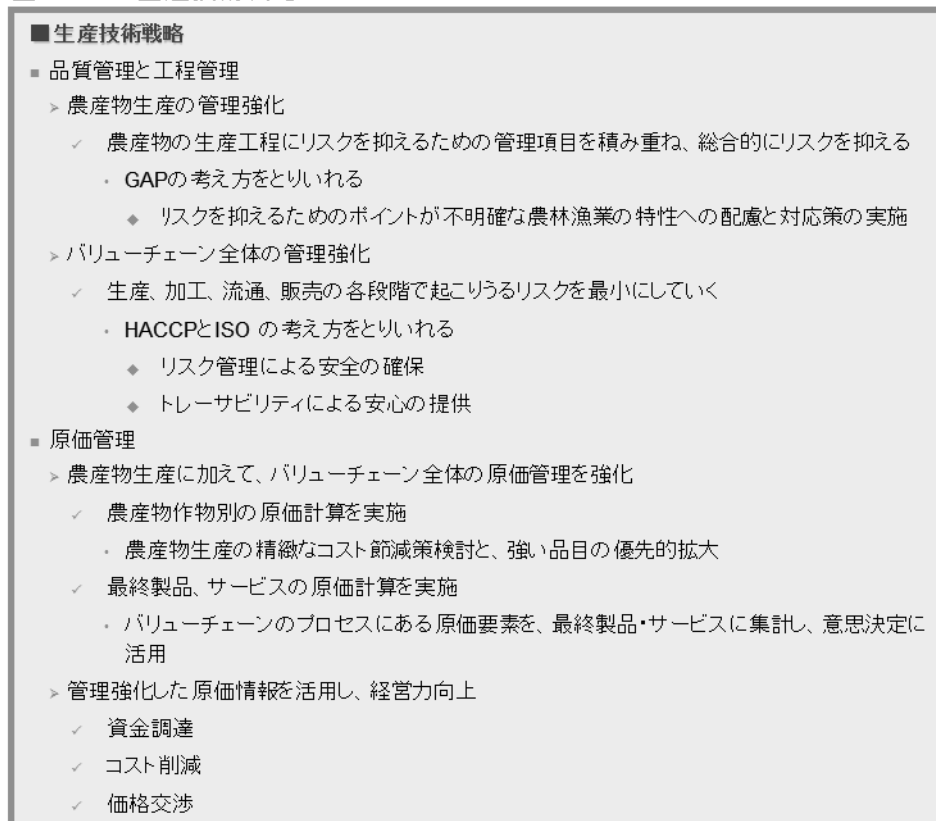 ■生産技術戦略
▪ 品質管理と工程管理
➢ 農産物生産の管理強化
✓ 農産物の生産工程にリスクを抑えるための管理項目を積み重ね、総合的にリスクを抑える
・ GAPの考え方をとりいれる
◆ リスクを抑えるためのポイントが不明確な農林漁業の特性への配慮と対応策の実施
➢ バリューチェーン全体の管理強化
✓ 生産、加工、流通、販売の各段階で起こりうるリスクを最小にしていく
・ HACCPとISO の考え方をとりいれる
◆ リスク管理による安全の確保
◆ トレーサビリティによる安心の提供
▪ 原価管理
➢ 農産物生産に加えて、バリューチェーン全体の原価管理を強化
✓ 農産物作物別の原価計算を実施
・ 農産物生産の精緻なコスト節減策検討と、強い品目の優先的拡大
✓ 最終製品、サービスの原価計算を実施
・ バリューチェーンのプロセスにある原価要素を、最終製品・サービスに集計し、意思決定に
活用
➢ 管理強化した原価情報を活用し、経営力向上
✓ 資金調達
✓ コスト削減
✓ 価格交渉